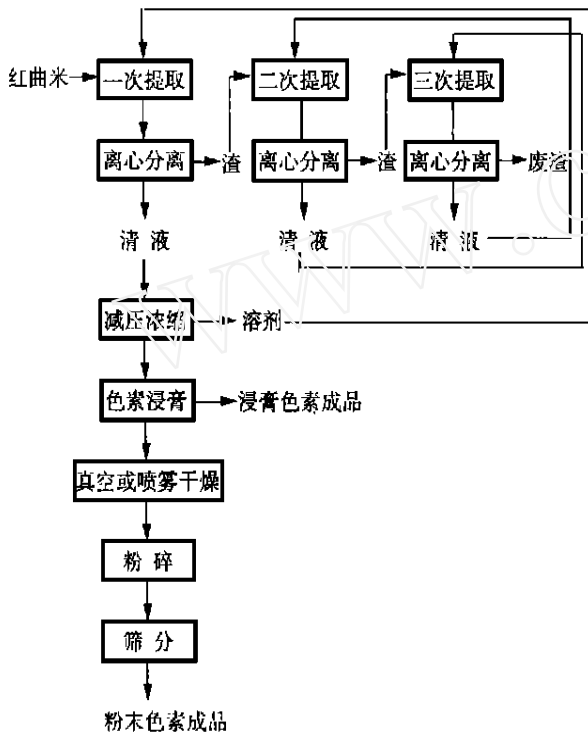 红曲米 一次提取 二次提取 三次提取
离心分离 渣 离心分离 渣 离心分离 废渣
清液 清液 清液
减压浓缩 溶剂
色素浸膏 浸膏色素成品
真空或喷雾干燥
粉碎
筛分
粉末色素成品
www.